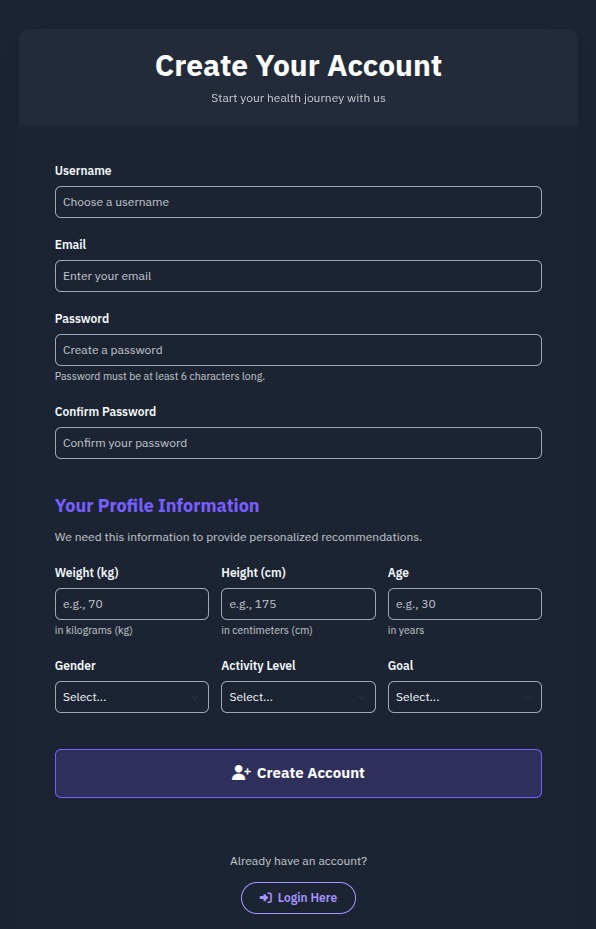 Create Your Account
Start your health journey with us
Username
Choose a username
Email
Enter your email
Password
Create a password
Password must be at least 6 characters long.
Confirm Password
Confirm your password
Your Profile Information
We need this information to provide personalized recommendations.
Weight (kg) Height (cm) Age
e.g., 70 e.g., 175 e.g., 30
in kilograms (kg) in centimeters (cm) in years
Gender Activity Level Goal
Select... Select... Select...
Create Account
Already have an account?
Login Here